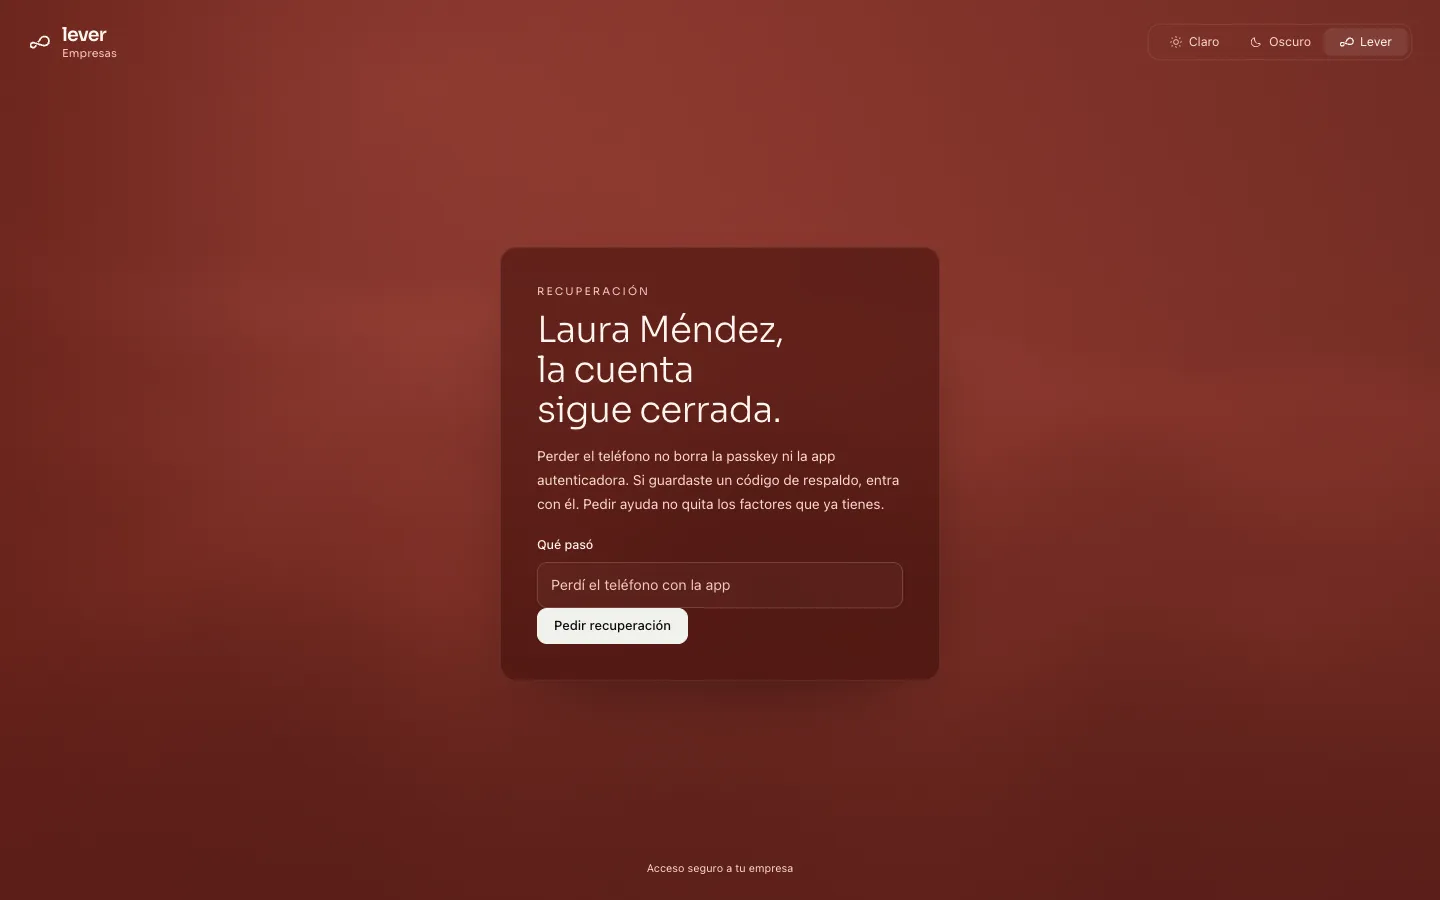 lever
Empresas
Claro
Oscuro
Lever
RECUPERACIÓN
Laura Méndez,
la cuenta
sigue cerrada.
Perder el teléfono no borra la passkey ni la app
autenticadora. Si guardaste un código de respaldo, entra
con él. Pedir ayuda no quita los factores que ya tienes.
Qué pasó
Perdí el teléfono con la app
Pedir recuperación
Acceso seguro a tu empresa